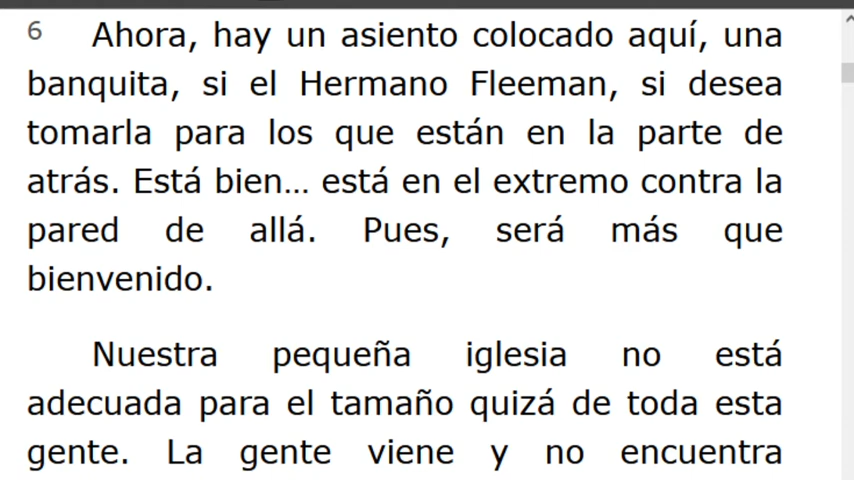 6 Ahora, hay un asiento colocado aquí, una
banquita, si el Hermano Fleeman, si desea
tomarla para los que están en la parte de
atrás. Está bien… está en el extremo contra la
pared de allá. Pues, será más que
bienvenido.
Nuestra pequeña iglesia no está
adecuada para el tamaño quizá de toda esta
gente. La gente viene y no encuentra